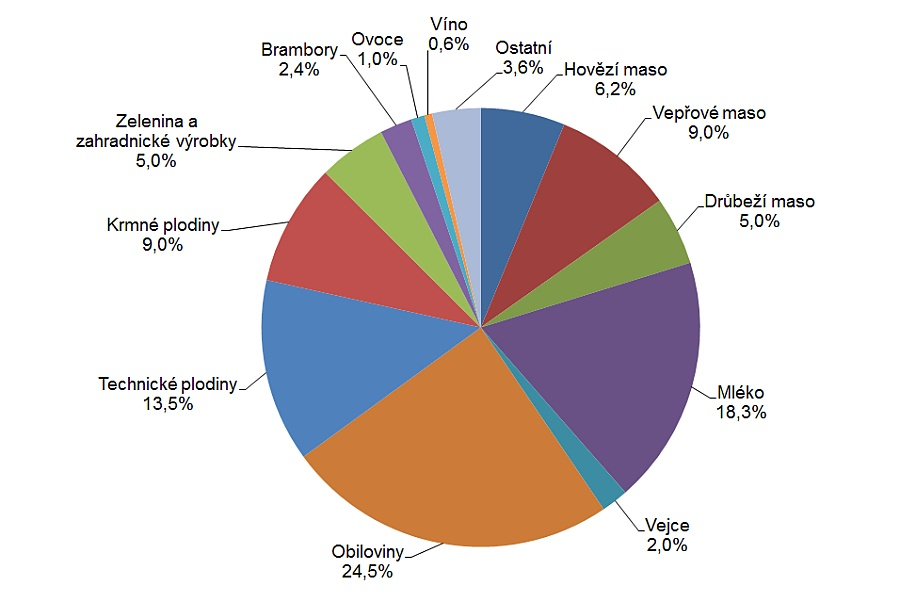 Víno
0,6%
Ostatní
3,6%
Hovězí maso
6,2%
Vepřové maso
9,0%
Drůbeží maso
5,0%
Mléko
18,3%
Vejce
2,0%
Obiloviny
24,5%
Technické plodiny
13,5%
Krmné plodiny
9,0%
Zelenina a
zahradnické výrobky
5,0%
Brambory
2,4%
Ovoce
1,0%